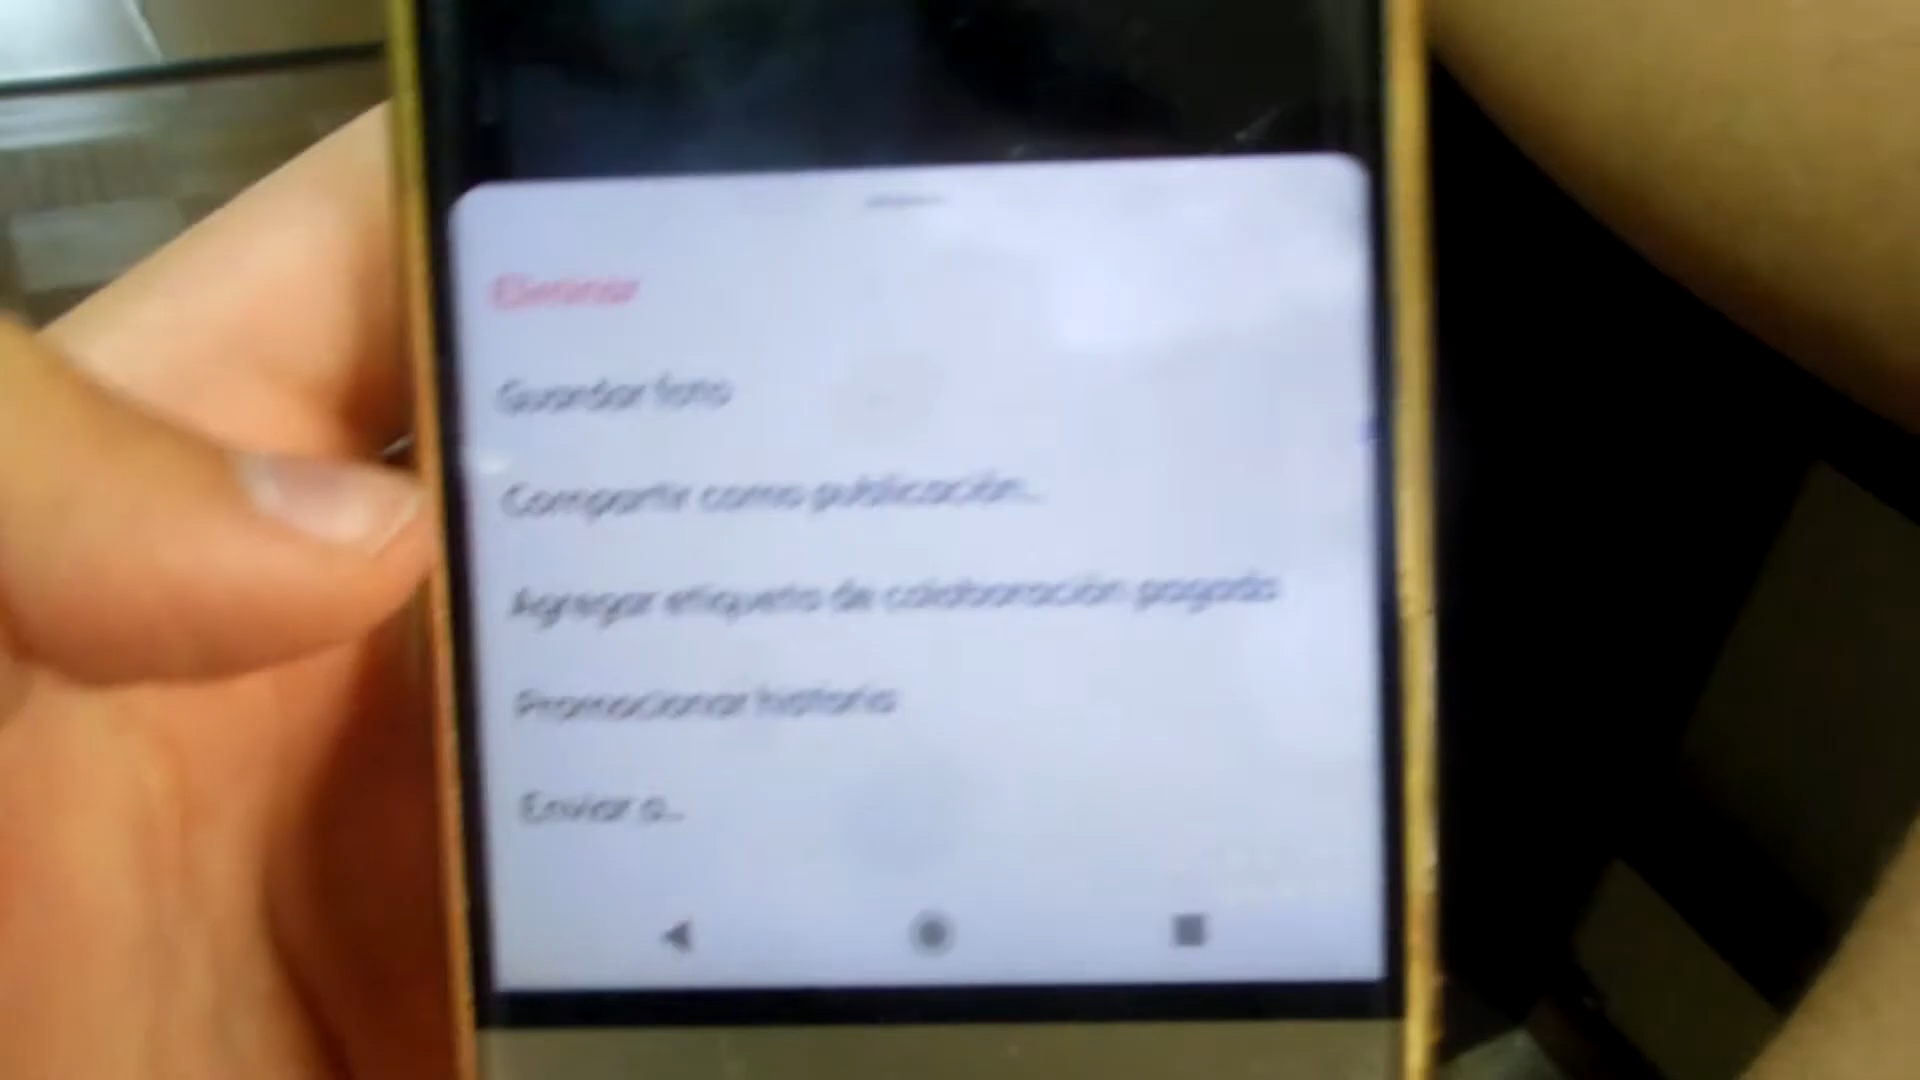 Eliminar
Guardar foto
Compartir como publicación...
Agregar etiqueta de colaboración pagada
Promocionar historia
Enviar a...